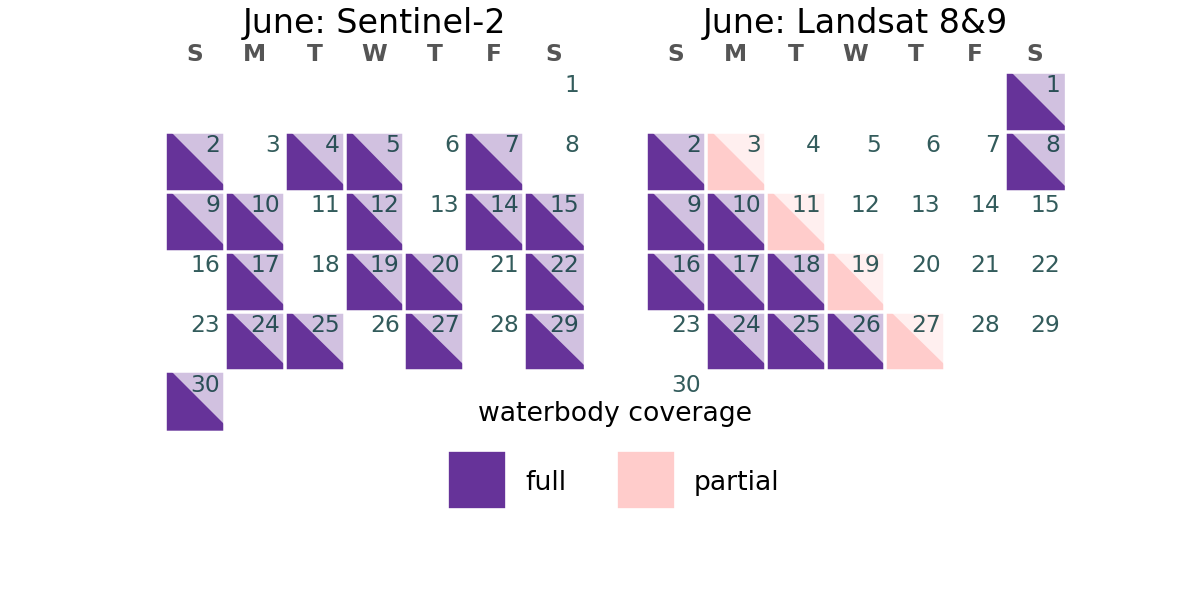 June: Sentinel-2
S M T W T F S
1
2 3 4 5 6 7 8
9 10 11 12 13 14 15
16 17 18 19 20 21 22
23 24 25 26 27 28 29
30
June: Landsat 8&9
S M T W T F S
1
2 3 4 5 6 7 8
9 10 11 12 13 14 15
16 17 18 19 20 21 22
23 24 25 26 27 28 29
30
waterbody coverage
full partial